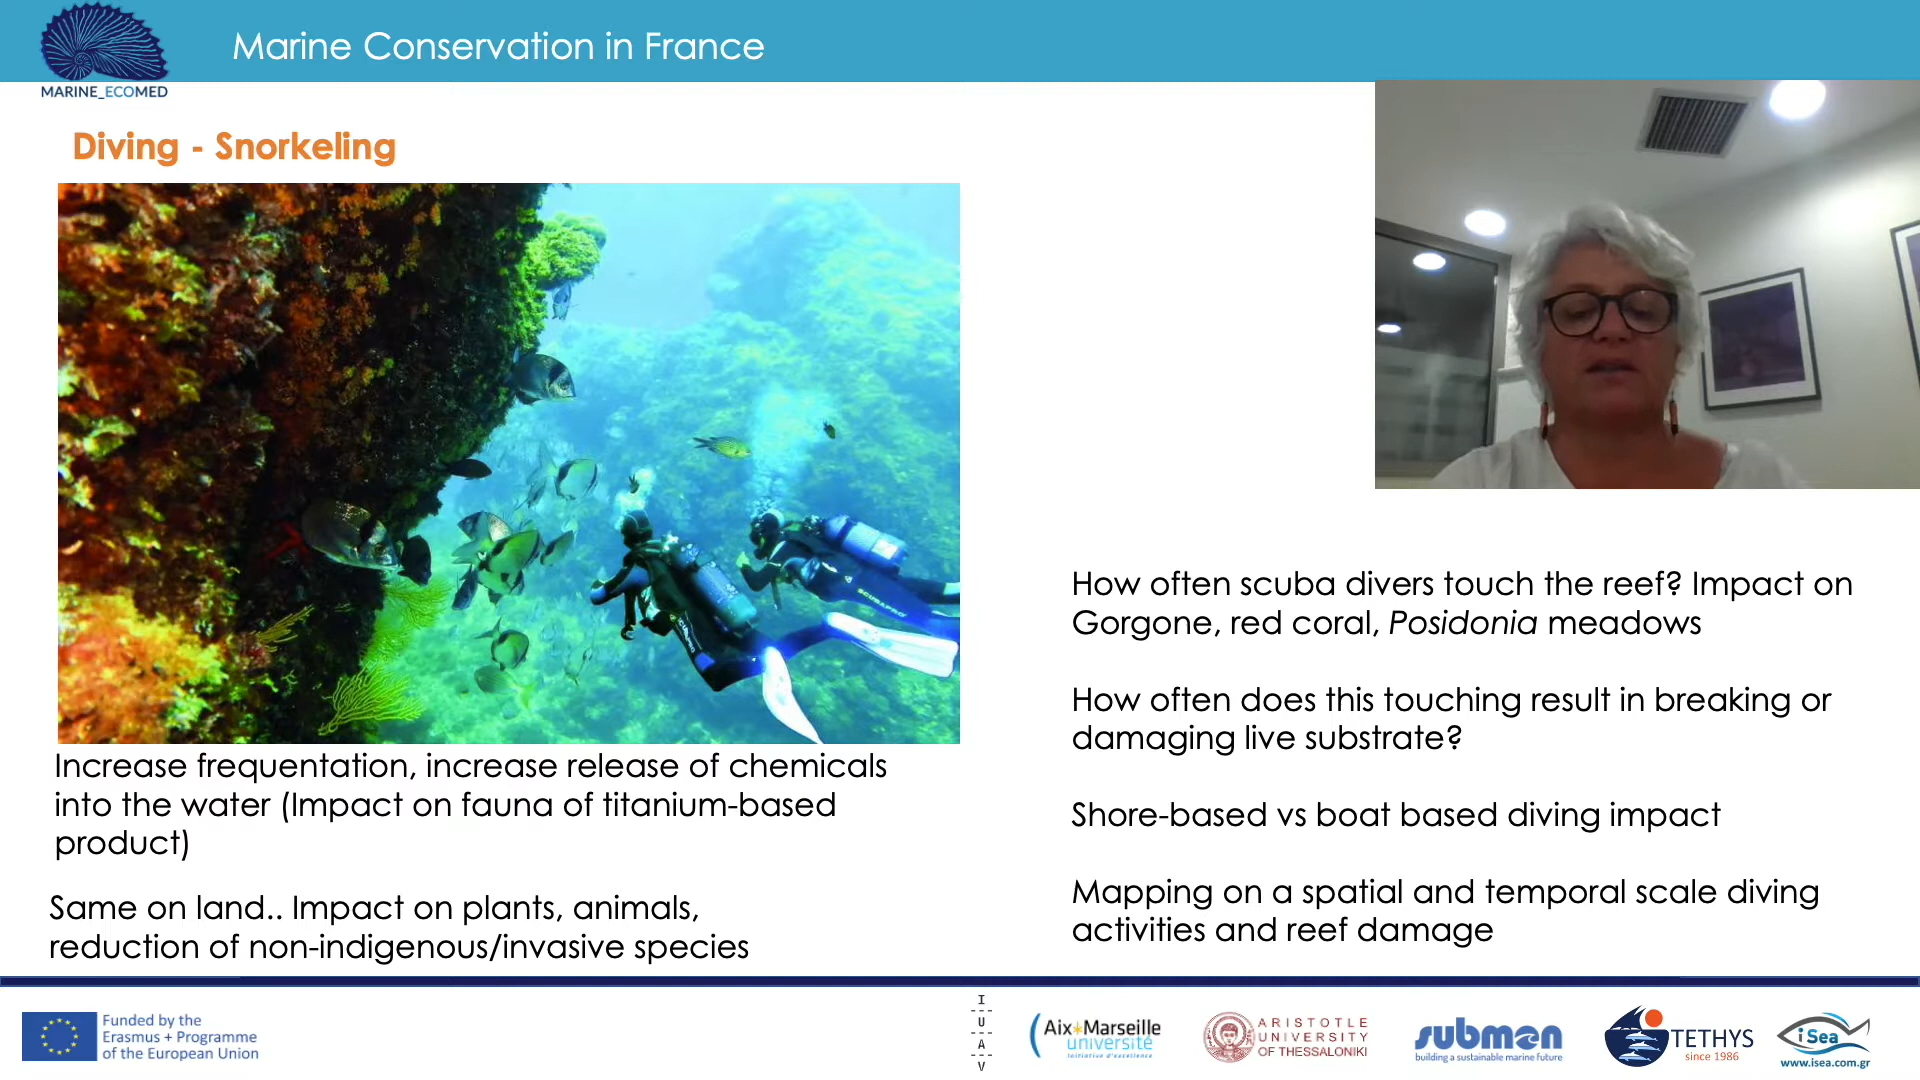 Marine Conservation in France
MARINE_ECOMED
Diving - Snorkeling
SCUBAPRO
Increase frequentation, increase release of chemicals
into the water (Impact on fauna of titanium-based
product)
Same on land.. Impact on plants, animals,
reduction of non-indigenous/invasive species
How often scuba divers touch the reef? Impact on
Gorgone, red coral, Posidonia meadows
How often does this touching result in breaking or
damaging live substrate?
Shore-based vs boat based diving impact
Mapping on a spatial and temporal scale diving
activities and reef damage
Funded by the
Erasmus + Programme
of the European Union
I
---
U
---
A
---
V
Aix*Marseille
université
Initiative d'excellence
ARISTOTLE
UNIVERSITY
OF THESSALONIKI
submon
building a sustainable marine future
TETHYS
since 1986
iSea
www.isea.com.gr